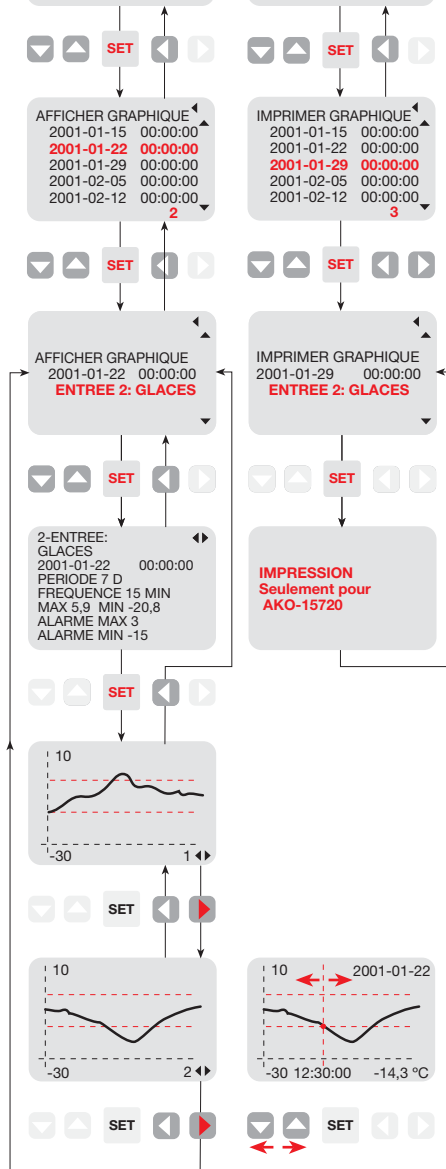 SET
SET
AFFICHER GRAPHIQUE
2001-01-15 00:00:00
2001-01-22 00:00:00
2001-01-29 00:00:00
2001-02-05 00:00:00
2001-02-12 00:00:00
2
IMPRIMER GRAPHIQUE
2001-01-15 00:00:00
2001-01-22 00:00:00
2001-01-29 00:00:00
2001-02-05 00:00:00
2001-02-12 00:00:00
3
SET
SET
AFFICHER GRAPHIQUE
2001-01-22 00:00:00
ENTREE 2: GLACES
IMPRIMER GRAPHIQUE
2001-01-29 00:00:00
ENTREE 2: GLACES
SET
SET
2-ENTREE:
GLACES
2001-01-22 00:00:00
PERIODE 7 D
FREQUENCE 15 MIN
MAX 5,9 MIN -20,8
ALARME MAX 3
ALARME MIN -15
IMPRESSION
Seulement pour
AKO-15720
SET
10
-30 1
SET
10
-30 2
10 2001-01-22
-30 12:30:00 -14,3 ºC
SET
SET